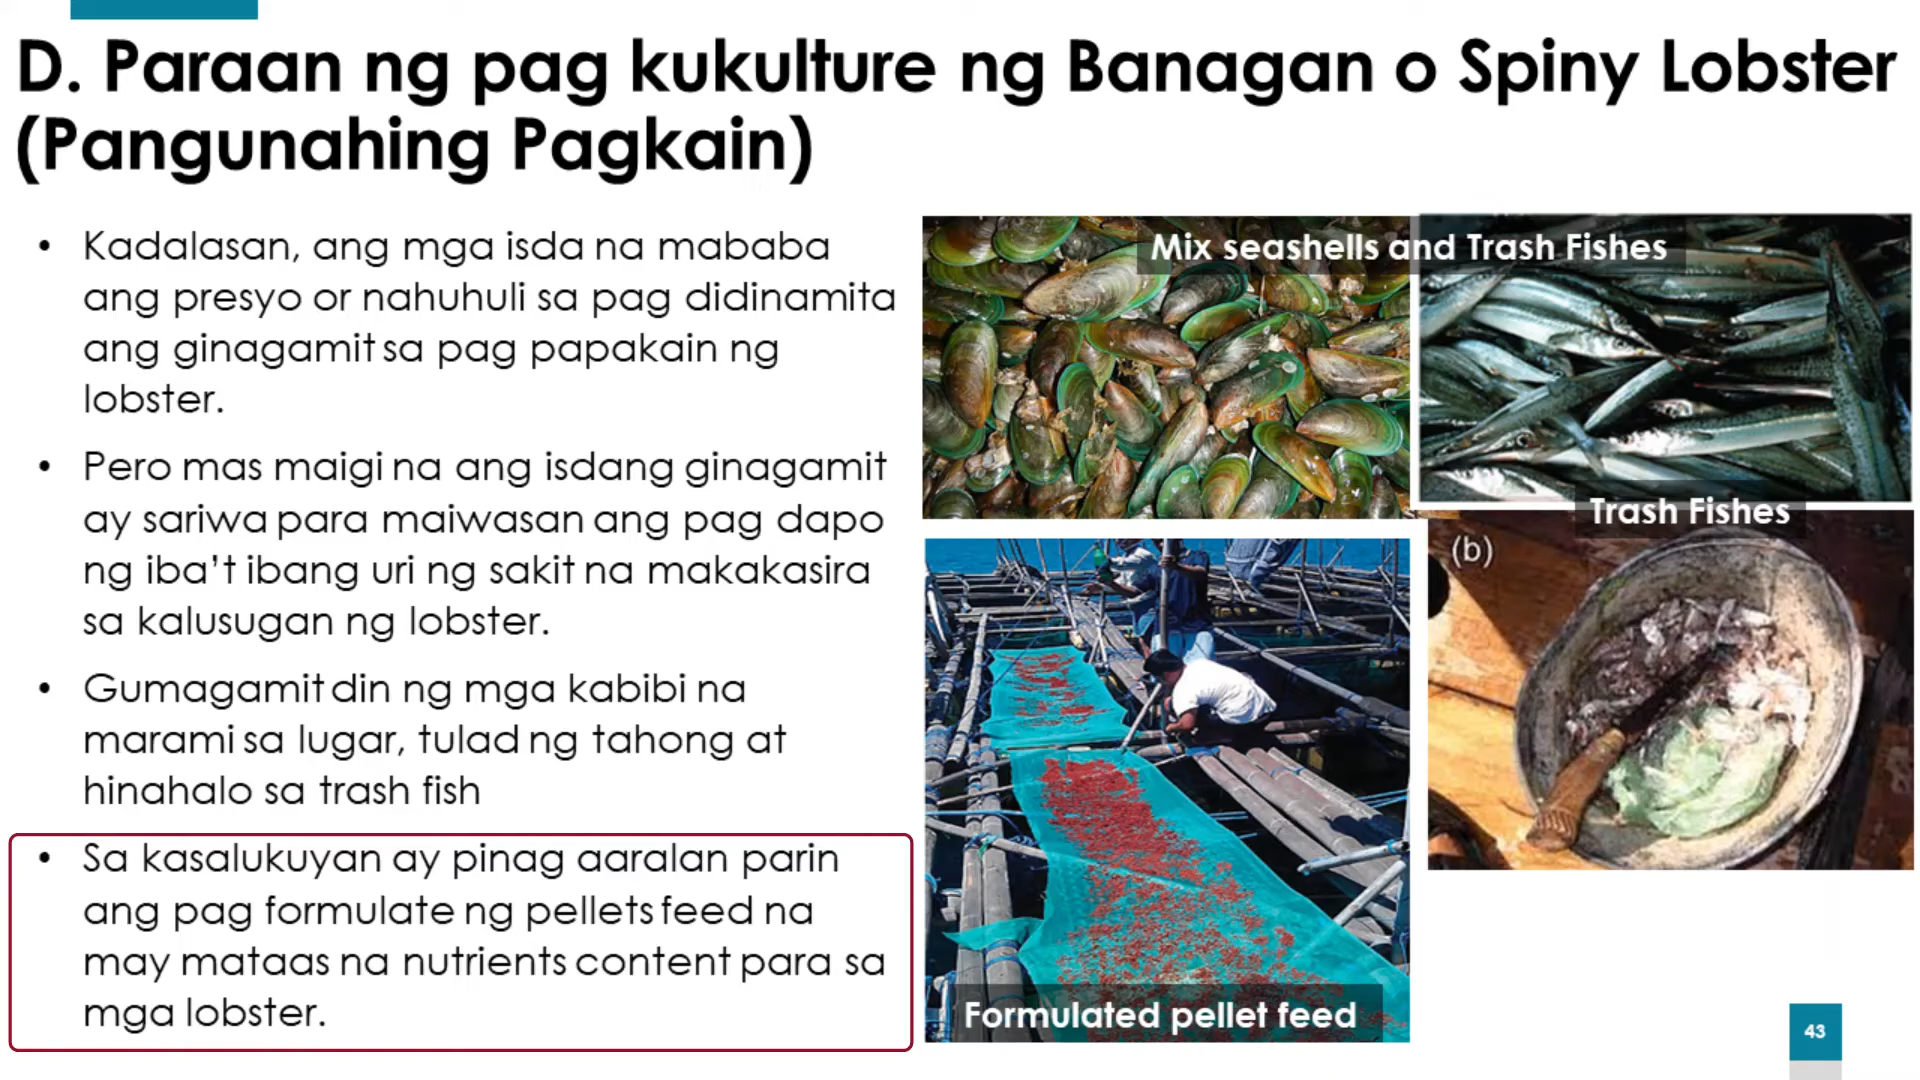 D. Paraan ng pag kukulture ng Banagan o Spiny Lobster
(Pangunahing Pagkain)
• Kadalasan, ang mga isda na mababa
ang presyo or nahuhuli sa pag didinamita
ang ginagamit sa pag papakain ng
lobster.
• Pero mas maigi na ang isdang ginagamit
ay sariwa para maiwasan ang pag dapo
ng iba't ibang uri ng sakit na makakasira
sa kalusugan ng lobster.
• Gumagamit din ng mga kabibi na
marami sa lugar, tulad ng tahong at
hinahalo sa trash fish
• Sa kasalukuyan ay pinag aaralan parin
ang pag formulate ng pellets feed na
may mataas na nutrients content para sa
mga lobster.
Mix seashells and Trash Fishes
Trash Fishes
(b)
Formulated pellet feed
43